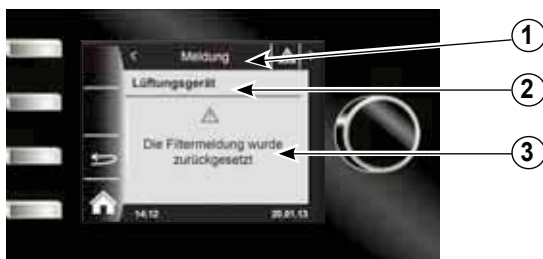 Meldung
1
Lüftungsgerät
2
Die Filtermeldung wurde
zurückgesetzt
3
14:12
20.01.13